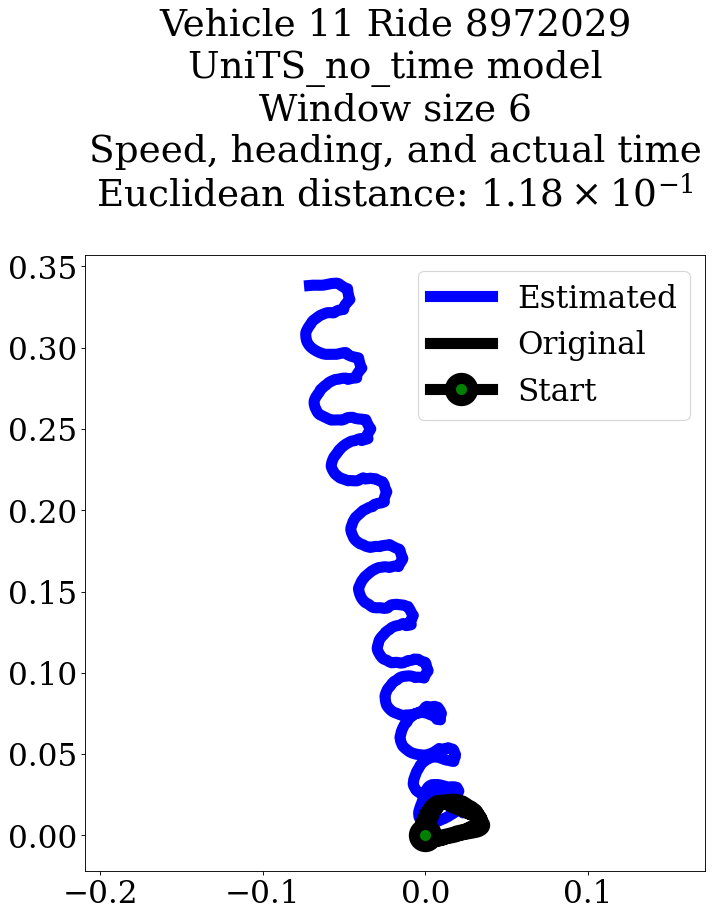 Vehicle 11 Ride 8972029
UniTS_no_time model
Window size 6
Speed, heading, and actual time
Euclidean distance: 1.18 × 10⁻¹
0.35
0.30
0.25
0.20
0.15
0.10
0.05
0.00
−0.2 −0.1 0.0 0.1
Estimated
Original
Start